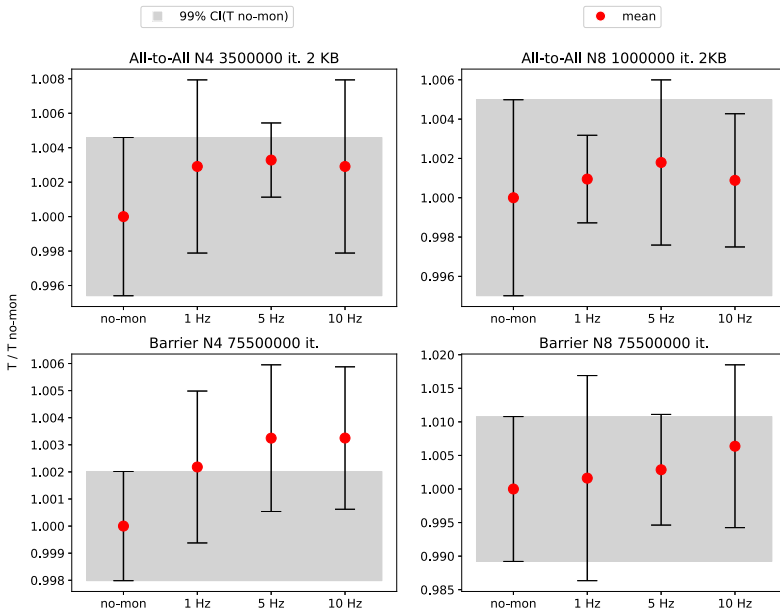 99% CI(T no-mon)
mean
All-to-All N4 3500000 it. 2 KB
1.008
1.006
1.004
1.002
1.000
0.998
0.996
no-mon 1 Hz 5 Hz 10 Hz
All-to-All N8 1000000 it. 2KB
1.006
1.004
1.002
1.000
0.998
0.996
no-mon 1 Hz 5 Hz 10 Hz
T / T no-mon
Barrier N4 75500000 it.
1.006
1.005
1.004
1.003
1.002
1.001
1.000
0.999
0.998
no-mon 1 Hz 5 Hz 10 Hz
Barrier N8 75500000 it.
1.020
1.015
1.010
1.005
1.000
0.995
0.990
0.985
no-mon 1 Hz 5 Hz 10 Hz